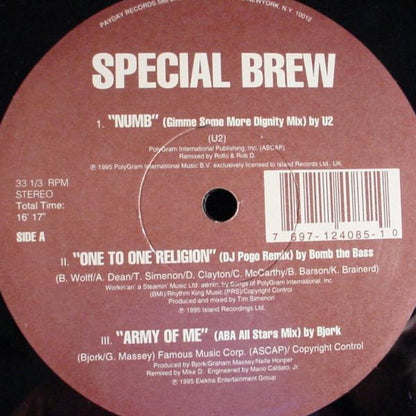 PAYDAY RECORDS
NEW YORK, N.Y. 10012
SPECIAL BREW
I. "NUMB" (Gimme Some More Dignity Mix) by U2
(U2)
PolyGram International Publishing, Inc. (ASCAP)
Remixed by Rollo & Rob D.
℗ 1995 PolyGram International Music B.V. exclusively licensed to Island Records Ltd., UK
33 1/3 RPM
STEREO
Total Time:
16' 17"
SIDE A
7 697-124085-1 0
II. "ONE TO ONE RELIGION" (DJ Pogo Remix) by Bomb the Bass
(B. Wolff/A. Dean/T. Simenon/D. Clayton/C. McCarthy/B. Barson/K. Brainerd)
Workin'an'a Steamin' Music Ltd. admin. by Songs of PolyGram International, Inc.
(BMI)/Rhythm King Music (PRS)/Copyright Control
Produced and mixed by Tim Simenon
℗ 1995 Island Recordings Ltd.
III. "ARMY OF ME" (ABA All Stars Mix) by Bjork
(Bjork/G. Massey) Famous Music Corp. (ASCAP)/ Copyright Control
Produced by Bjork/Graham Massey/Nellee Hooper
Remixed by Mike D. Engineered by Mario Caldato, Jr.
℗ 1995 Elektra Entertainment Group